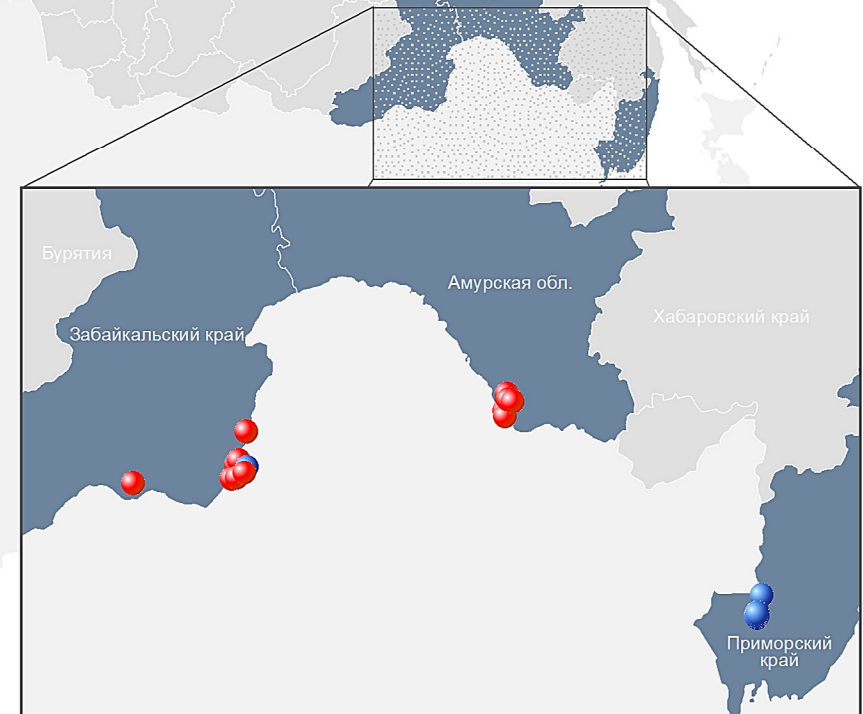 Бурятия
Амурская обл.
Хабаровский край
Забайкальский край
Приморский
край